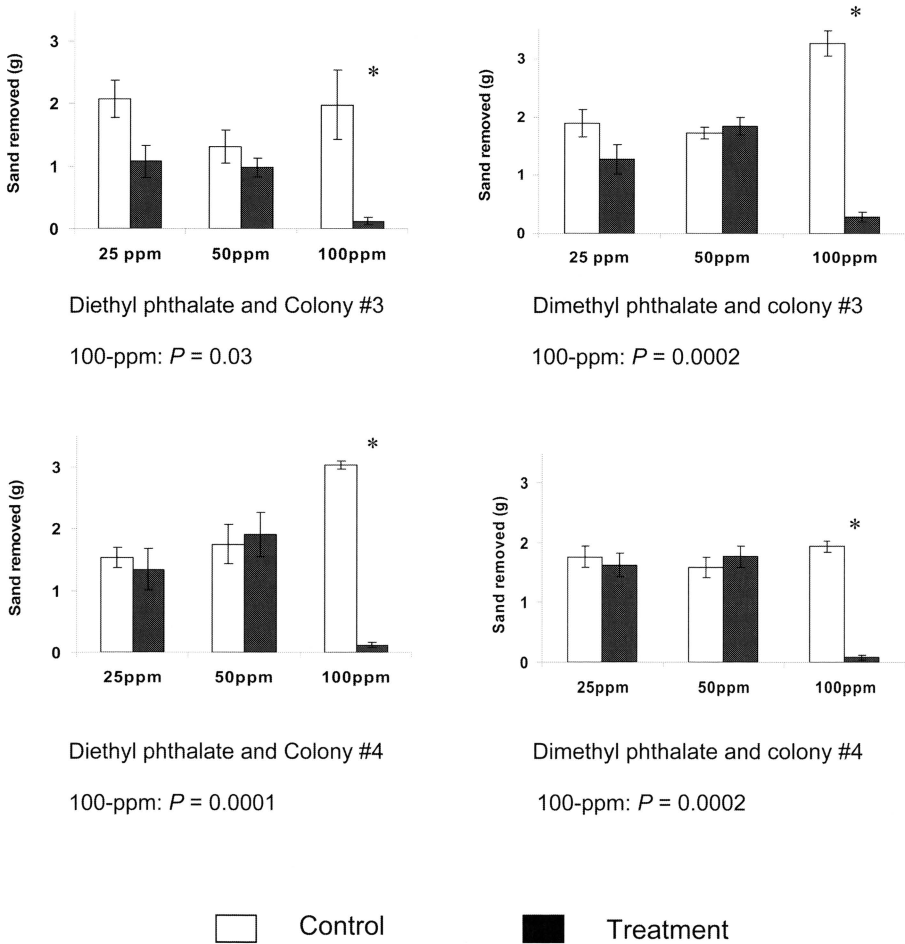 Sand removed (g)
3
2
1
0
25 ppm
50ppm
100ppm
*
Diethyl phthalate and Colony #3
100-ppm: P = 0.03
Sand removed (g)
3
2
1
0
25 ppm
50ppm
100ppm
*
Dimethyl phthalate and colony #3
100-ppm: P = 0.0002
Sand removed (g)
3
2
1
0
25ppm
50ppm
100ppm
*
Diethyl phthalate and Colony #4
100-ppm: P = 0.0001
Sand removed (g)
3
2
1
0
25ppm
50ppm
100ppm
*
Dimethyl phthalate and colony #4
100-ppm: P = 0.0002
Control
Treatment